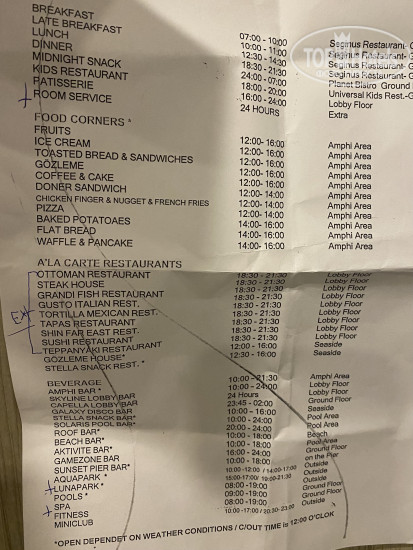 BREAKFAST
LATE BREAKFAST 07:00 - 10:00 Seginus Restaurant-
LUNCH 10:00 - 11:00 Seginus Restaurant-
DINNER 12:30 - 14:30 Seginus Restaurant-
MIDNIGHT SNACK 18:30 - 21:30 Seginus Restaurant-
KIDS RESTAURANT 24:00 - 07:00 Planet Bistro Ground
PATISSERIE 18:00 - 20:00 Universal Kids Rest.-
ROOM SERVICE 16:00 - 24:00 Lobby Floor
24 HOURS Extra
FOOD CORNERS *
FRUITS
ICE CREAM 12:00- 16:00 Amphi Area
TOASTED BREAD & SANDWICHES 12:00- 16:00 Amphi Area
GÖZLEME 12:00- 16:00 Amphi Area
COFFEE & CAKE 12:00- 16:00 Amphi Area
DONER SANDWICH 12:00- 16:00 Amphi Area
CHICKEN FINGER & NUGGET & FRENCH FRIES 12:00- 16:00 Amphi Area
PIZZA 12:00- 16:00 Amphi Area
BAKED POTATOAES 14:00- 16:00 Amphi Area
FLAT BREAD 14:00- 16:00 Amphi Area
WAFFLE & PANCAKE 14:00- 16:00 Amphi Area
A'LA CARTE RESTAURANTS
OTTOMAN RESTAURANT 18:30 - 21:30 Lobby Floor
STEAK HOUSE 18:30 - 21:30 Lobby Floor
GRANDI FISH RESTAURANT 18:30 - 21:30 Lobby Floor
GUSTO ITALIAN REST. 18:30 - 21:30 Lobby Floor
TORTILLA MEXICAN REST. 18:30 - 21:30 Lobby Floor
TAPAS RESTAURANT 18:30 - 21:30 Lobby Floor
SHIN FAR EAST REST. 18:30 - 21:30 Lobby Floor
SUSHI RESTAURANT 18:30 - 21:30 Lobby Floor
TEPPANYAKI RESTAURANT 12:00 - 16:00 Seaside
GÖZLEME HOUSE* 12:30 - 16:00 Seaside
STELLA SNACK REST. *
BEVERAGE
AMPHI BAR * 10:00 - 21:30 Amphi Area
SKYLINE LOBBY BAR 10:00 - 24:00 Lobby Floor
CAPELLA LOBBY BAR 24 Hours Lobby Floor
GALAXY DISCO BAR 23:45 - 02:00 Ground Floor
STELLA SNACK BAR* 10:00 - 16:00 Seaside
SOLARIS POOL BAR* 10:00 - 24:00 Pool Area
ROOF BAR* 20:00 - 24:00 Pool Area
BEACH BAR* 10:00 - 18:00 Beach
AKTIVITE BAR* 10:00 - 18:00 Pool Area
GAMEZONE BAR 16:00 - 24:00 Ground Floor
SUNSET PIER BAR* 10:00 - 18:00 on the Pier
AQUAPARK * 10:00 -12:00 / 14:00 -17:00 Outside
LUNAPARK * Outside
POOLS * 08:00 -19:00 Outside
SPA 09:00 -19:00 Ground Floor
FITNESS 08:00 -19:00 Ground Floor
MINICLUB 10:00 -17:00 / 20:30- 23:00 Outside
*OPEN DEPENDET ON WEATHER CONDITIONS / C/OUT TIME is 12:00 O'CLOK